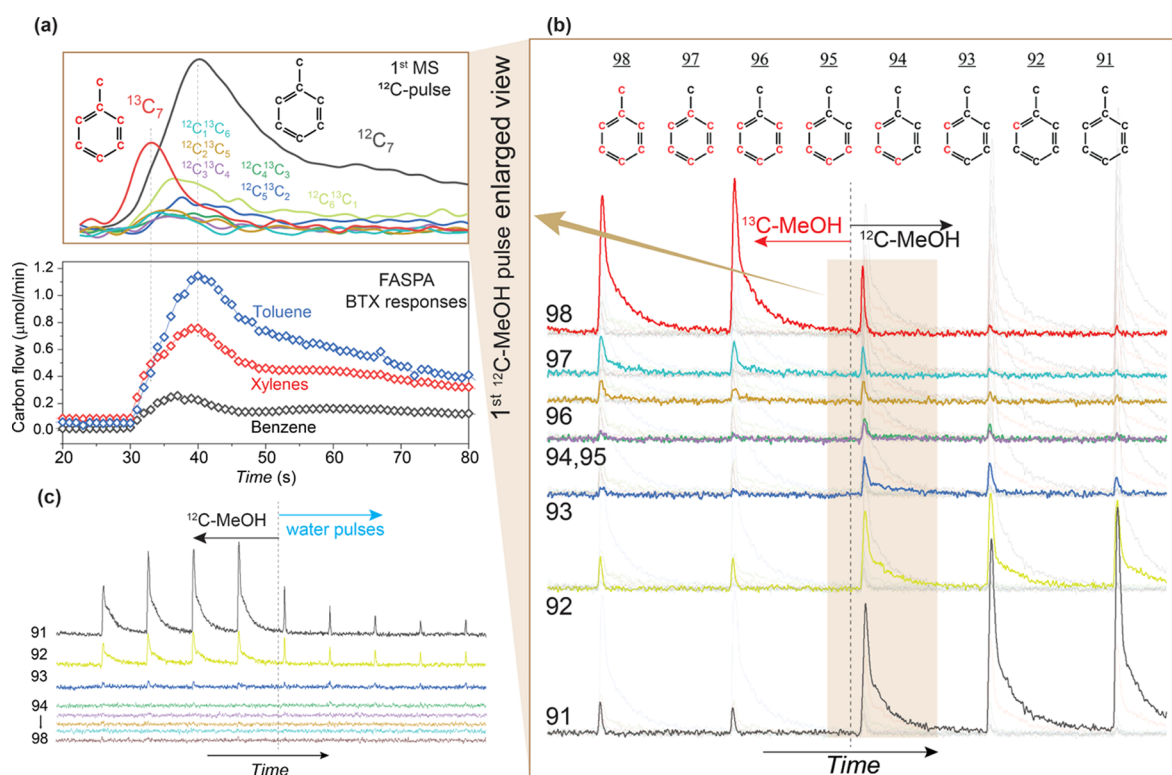 (a)
1st MS
12C-pulse
13C7
12C1 13C6
12C2 13C5
12C3 13C4
12C4 13C3
12C5 13C2
12C6 13C1
12C7
C
C
C
C
C
C
C
C
C
C
C
C
C
C
Carbon flow (μmol/min)
1.2
1.0
0.8
0.6
0.4
0.2
0.0
FASPA
BTX responses
Toluene
Xylenes
Benzene
20
30
40
50
60
70
80
Time (s)
1st 12C-MeOH pulse enlarged view
(b)
98 97 96 95 94 93 92 91
C C C C C C C C
C C C C C C C C
C C C C C C C C
C C C C C C C C
C C C C C C C C
C C C C C C C C
C C C C C C C C
13C-MeOH
12C-MeOH
98
97
96
94,95
93
92
91
Time
(c)
12C-MeOH
water pulses
91
92
93
94
98
Time